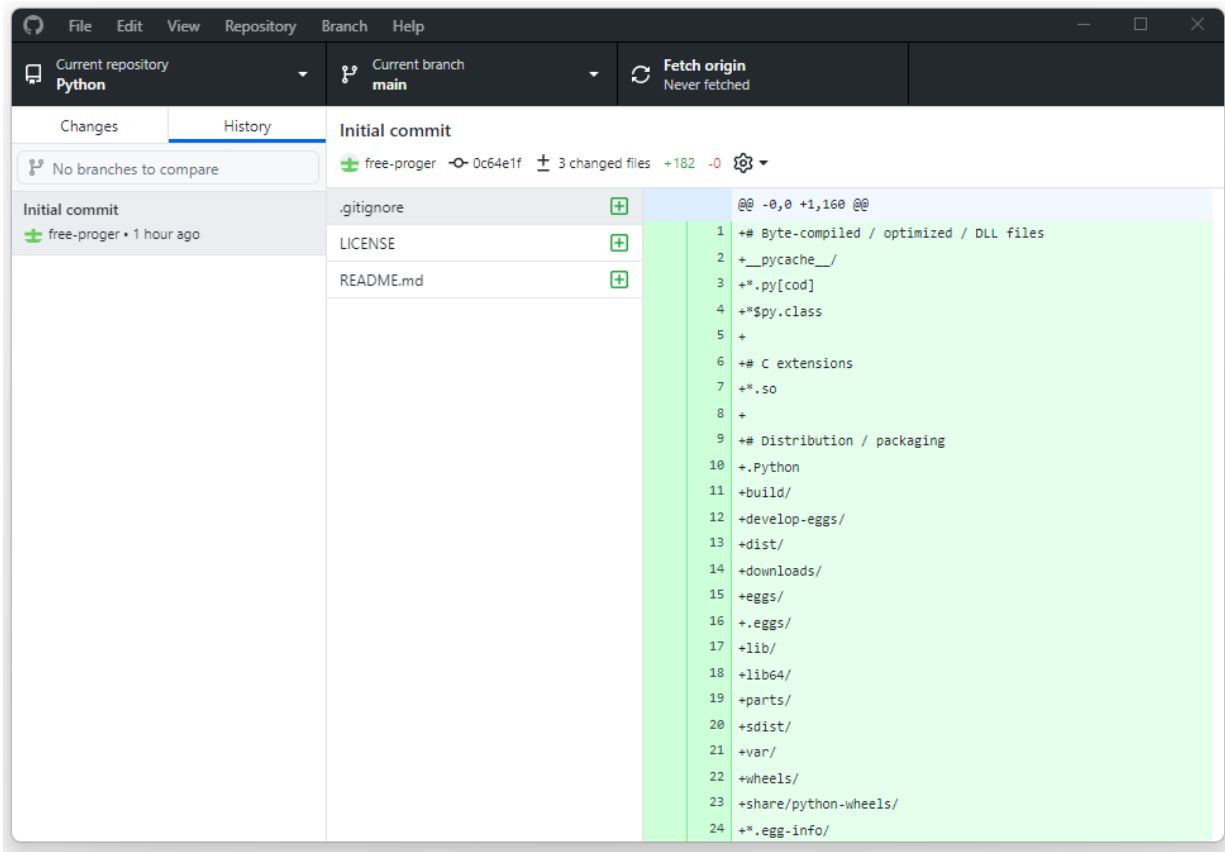 File Edit View Repository Branch Help
Current repository
Python
Current branch
main
Fetch origin
Never fetched
Changes History
No branches to compare
Initial commit
free-proger • 1 hour ago
Initial commit
free-proger 0c64e1f 3 changed files +182 -0
.gitignore
LICENSE
README.md
@@ -0,0 +1,160 @@
1 +# Byte-compiled / optimized / DLL files
2 +__pycache__/
3 +*.py[cod]
4 +*$py.class
5 +
6 +# C extensions
7 +*.so
8 +
9 +# Distribution / packaging
10 +.Python
11 +build/
12 +develop-eggs/
13 +dist/
14 +downloads/
15 +eggs/
16 +.eggs/
17 +lib/
18 +lib64/
19 +parts/
20 +sdist/
21 +var/
22 +wheels/
23 +share/python-wheels/
24 +*.egg-info/